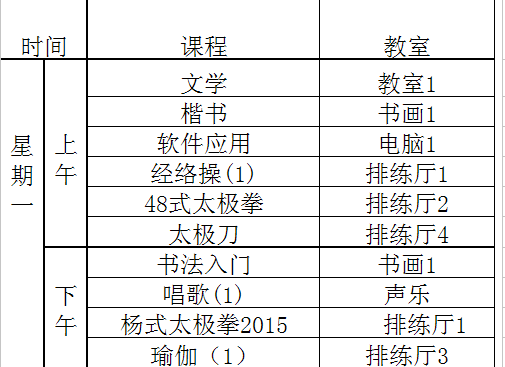 时间 课程 教室
星期一 上午 文学 教室1
楷书 书画1
软件应用 电脑1
经络操(1) 排练厅1
48式太极拳 排练厅2
太极刀 排练厅4
下午 书法入门 书画1
唱歌(1) 声乐
杨式太极拳2015 排练厅1
瑜伽（1） 排练厅3